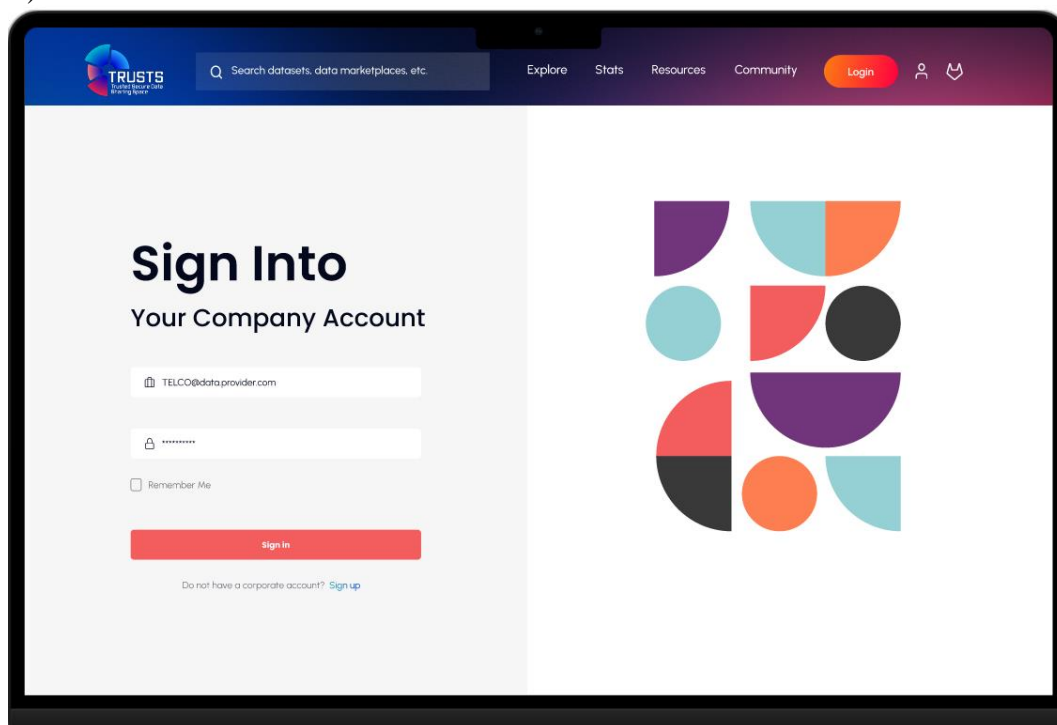 TRUSTS
Trusted Secure Data
Sharing Space
Search datasets, data marketplaces, etc.
Explore
Stats
Resources
Community
Login
Sign Into
Your Company Account
TELCO@data.provider.com
••••••••••
Remember Me
Sign in
Do not have a corporate account? Sign up